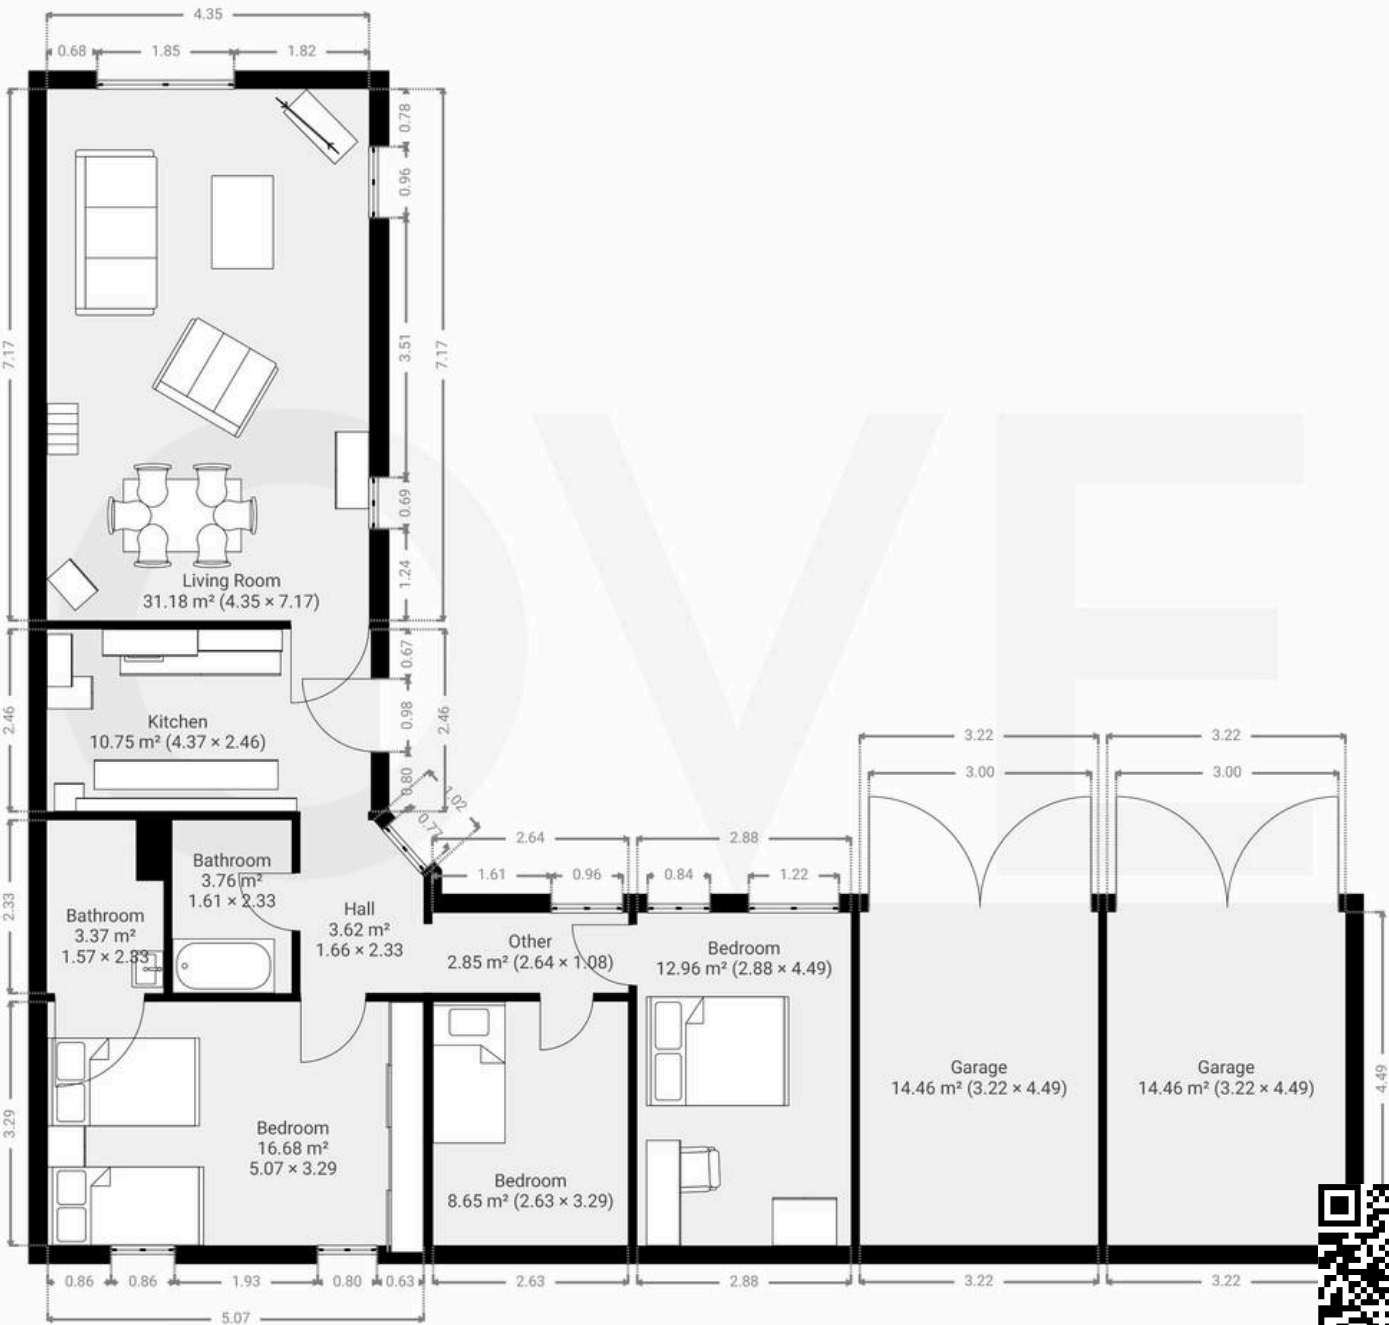 4.35
0.68
1.85
1.82
0.78
0.96
7.17
3.51
7.17
0.69
1.24
Living Room
31.18 m² (4.35 × 7.17)
0.67
2.46
Kitchen
10.75 m² (4.37 × 2.46)
0.98
2.46
0.80
1.02
0.77
3.22
3.22
3.00
3.00
2.64
2.88
1.61
0.96
0.84
1.22
2.33
Bathroom
3.37 m²
1.57 × 2.33
Bathroom
3.76 m²
1.61 × 2.33
Hall
3.62 m²
1.66 × 2.33
Other
2.85 m² (2.64 × 1.08)
Bedroom
12.96 m² (2.88 × 4.49)
Garage
14.46 m² (3.22 × 4.49)
Garage
14.46 m² (3.22 × 4.49)
4.49
3.29
Bedroom
16.68 m²
5.07 × 3.29
Bedroom
8.65 m² (2.63 × 3.29)
0.86
0.86
1.93
0.80
0.63
2.63
2.88
3.22
3.22
5.07
OVE